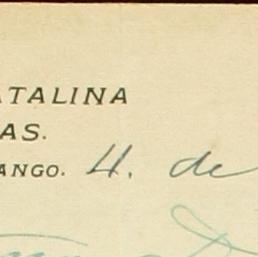 ATALINA
AS.
ANGO. 4. de